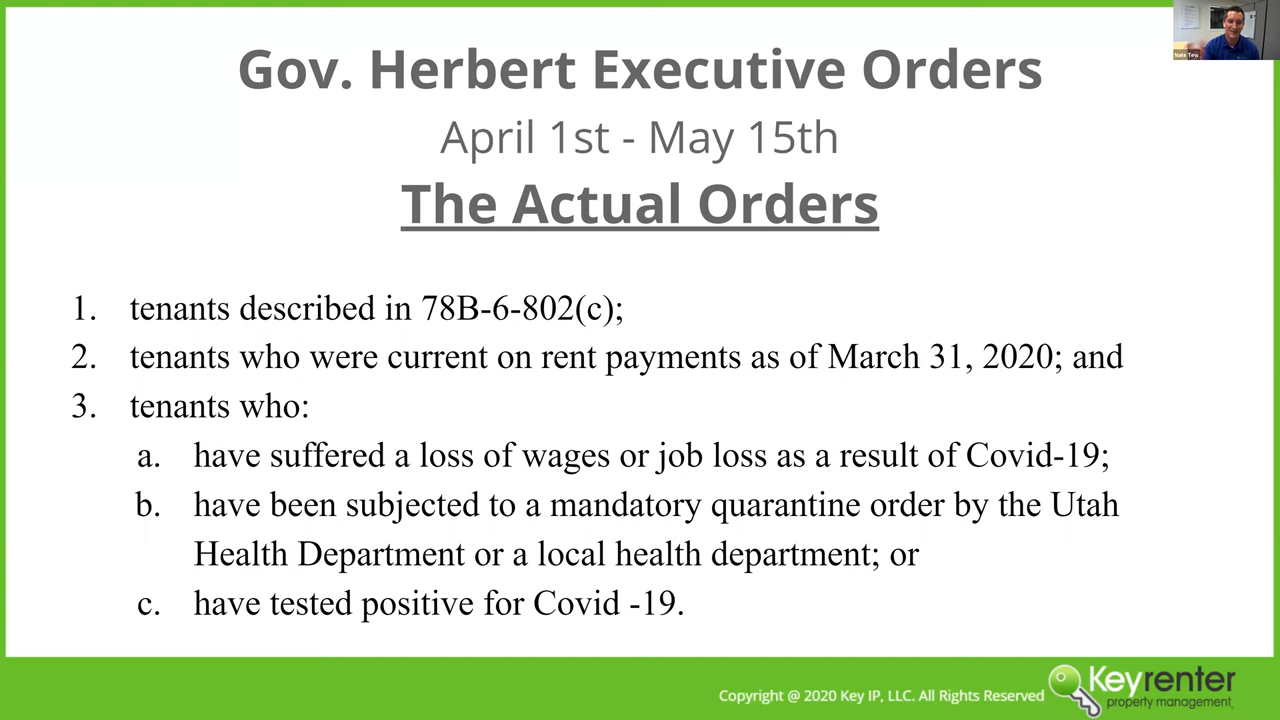 Gov. Herbert Executive Orders
April 1st - May 15th
The Actual Orders
1. tenants described in 78B-6-802(c);
2. tenants who were current on rent payments as of March 31, 2020; and
3. tenants who:
a. have suffered a loss of wages or job loss as a result of Covid-19;
b. have been subjected to a mandatory quarantine order by the Utah
Health Department or a local health department; or
c. have tested positive for Covid -19.
Nate Tew
Copyright @ 2020 Key IP, LLC. All Rights Reserved
Keyrenter
property management